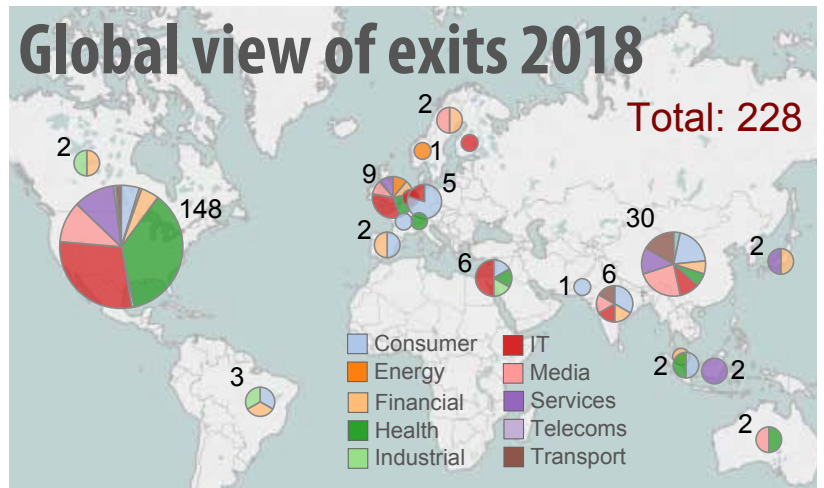 Global view of exits 2018
Total: 228
2
1
2
148
9
5
2
6
30
2
1
6
3
2
2
2
Consumer
Energy
Financial
Health
Industrial
IT
Media
Services
Telecoms
Transport